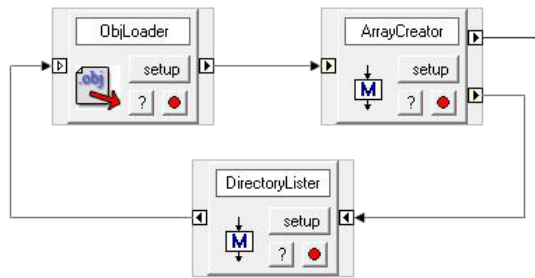 ObjLoader
.obj
setup
?
ArrayCreator
M
setup
?
DirectoryLister
M
setup
?